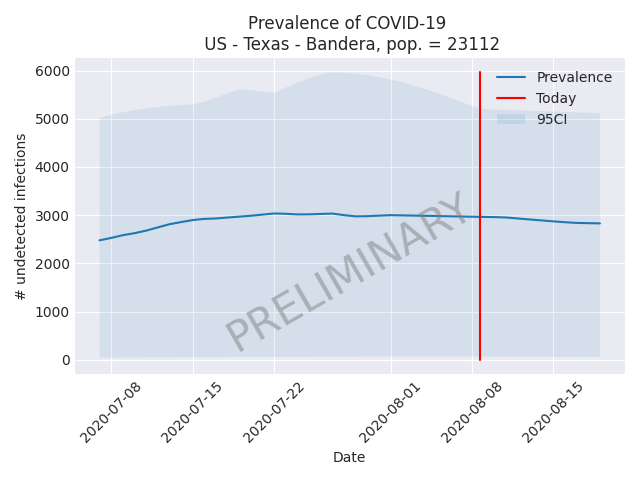 Prevalence of COVID-19
US - Texas - Bandera, pop. = 23112
# undetected infections
6000
5000
4000
3000
2000
1000
0
Prevalence
Today
95CI
PRELIMINARY
2020-07-08
2020-07-15
2020-07-22
2020-08-01
2020-08-08
2020-08-15
Date